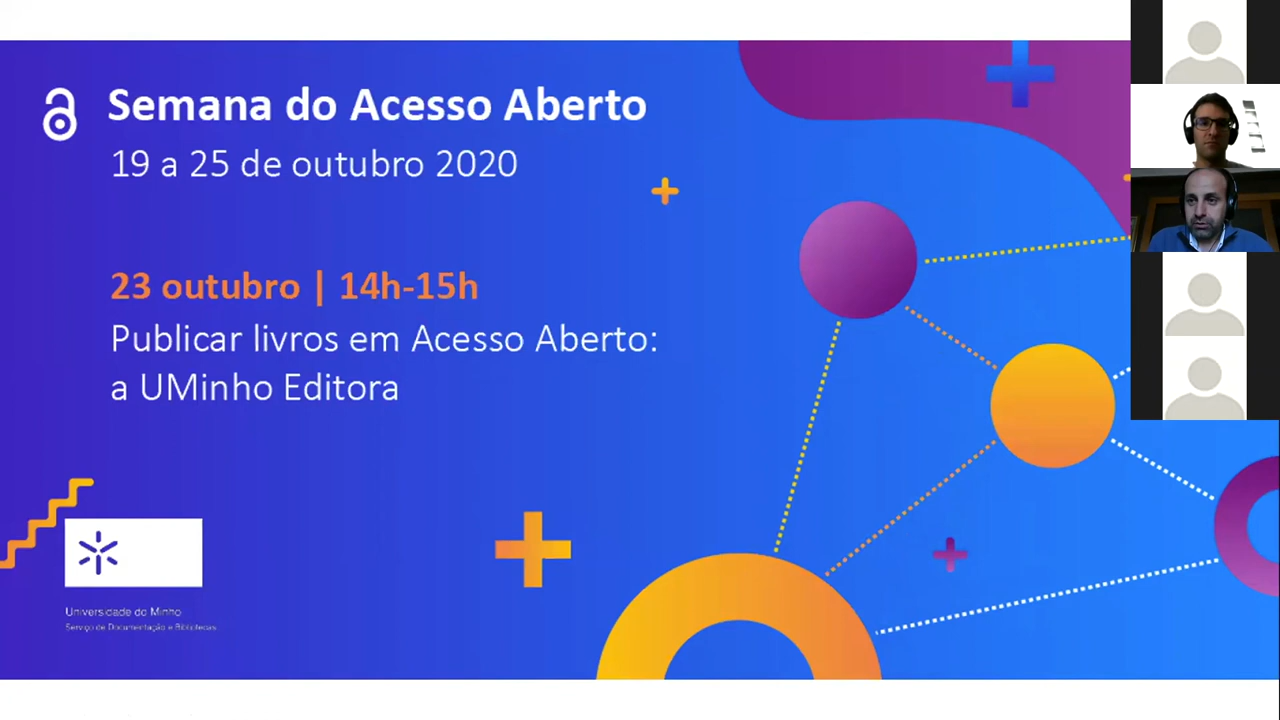 Semana do Acesso Aberto
19 a 25 de outubro 2020
23 outubro | 14h-15h
Publicar livros em Acesso Aberto:
a UMinho Editora
Universidade do Minho
Serviço de Documentação e Bibliotecas